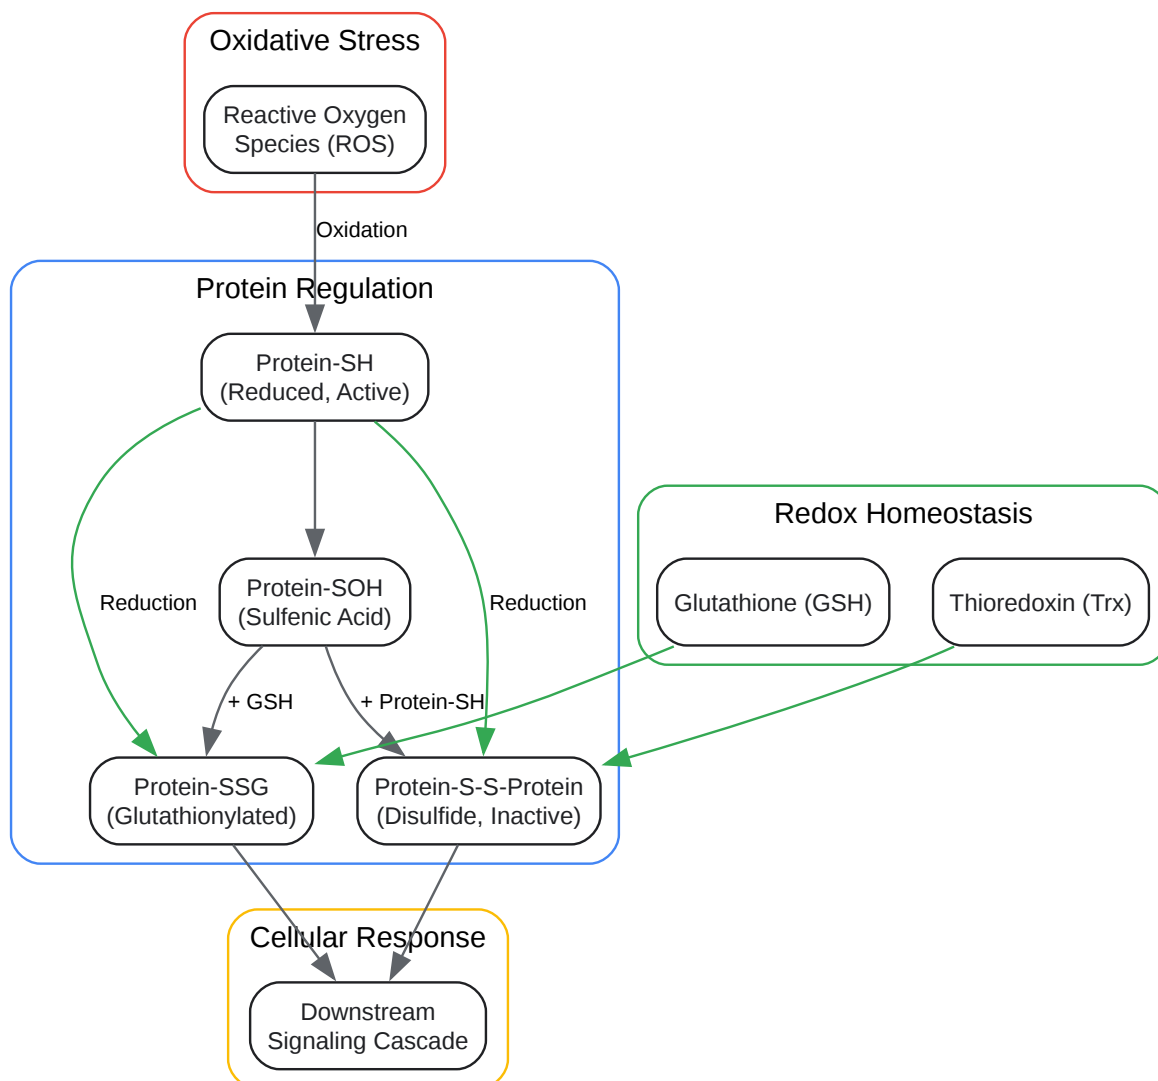 Oxidative Stress
Reactive Oxygen
Species (ROS)
Oxidation
Protein Regulation
Protein-SH
(Reduced, Active)
Redox Homeostasis
Glutathione (GSH)
Thioredoxin (Trx)
Reduction
Protein-SOH
(Sulfenic Acid)
Reduction
+ GSH
+ Protein-SH
Protein-SSG
(Glutathionylated)
Protein-S-S-Protein
(Disulfide, Inactive)
Cellular Response
Downstream
Signaling Cascade